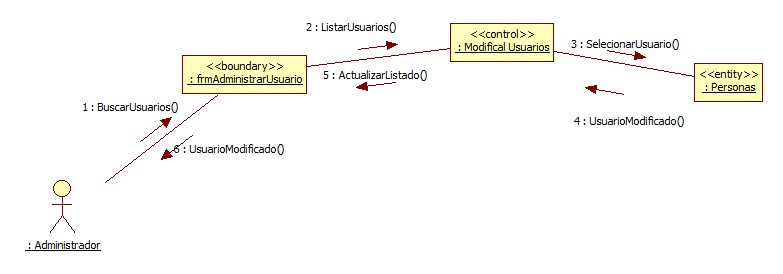 2 : ListarUsuarios()
<<control>>
: Modifical Usuarios
3 : SelecionarUsuario()
<<boundary>>
: frmAdministrarUsuario
5 : ActualizarListado()
<<entity>>
: Personas
1 : BuscarUsuarios()
4 : UsuarioModificado()
6 : UsuarioModificado()
: Administrador